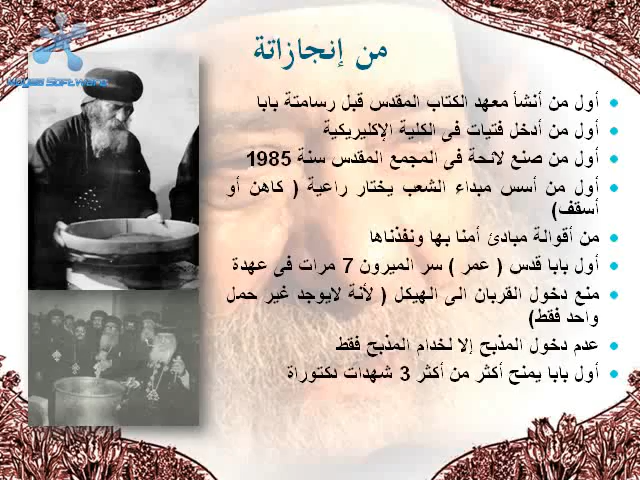 من إنجازاتة
أول من أنشأ معهد الكتاب المقدس قبل رسامتة بابا
أول من أدخل فتيات فى الكلية الإكليريكية
أول من صنع لائحة فى المجمع المقدس سنة 1985
أول من أسس مبداء الشعب يختار راعية ( كاهن أو
أسقف)
من أقوالة مبادئ أمنا بها ونفذناها
أول بابا قدس ( عمر ) سر الميرون 7 مرات فى عهدة
منع دخول القربان الى الهيكل ( لأنة لايوجد غير حمل
واحد فقط)
عدم دخول المذبح إلا لخدام المذبح فقط
أول بابا يمنح أكثر من أكثر 3 شهدات دكتوراة